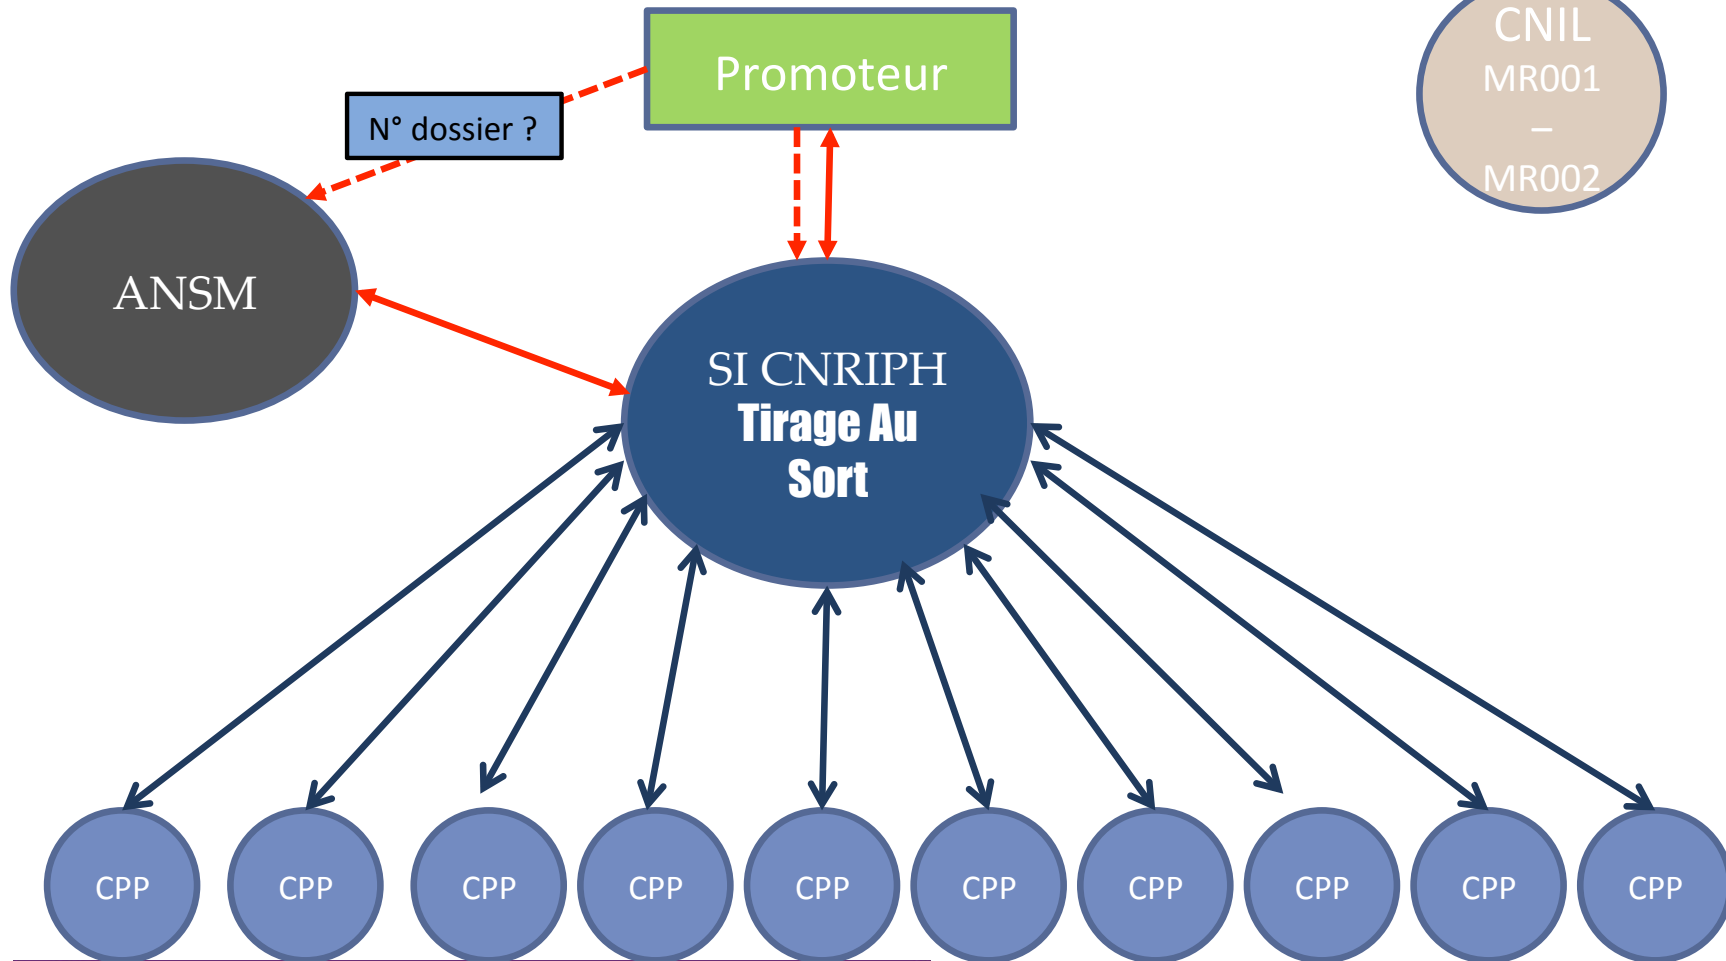 Promoteur
CNIL
MR001
–
MR002
N° dossier ?
ANSM
SI CNRIPH
Tirage Au
Sort
CPP
CPP
CPP
CPP
CPP
CPP
CPP
CPP
CPP
CPP